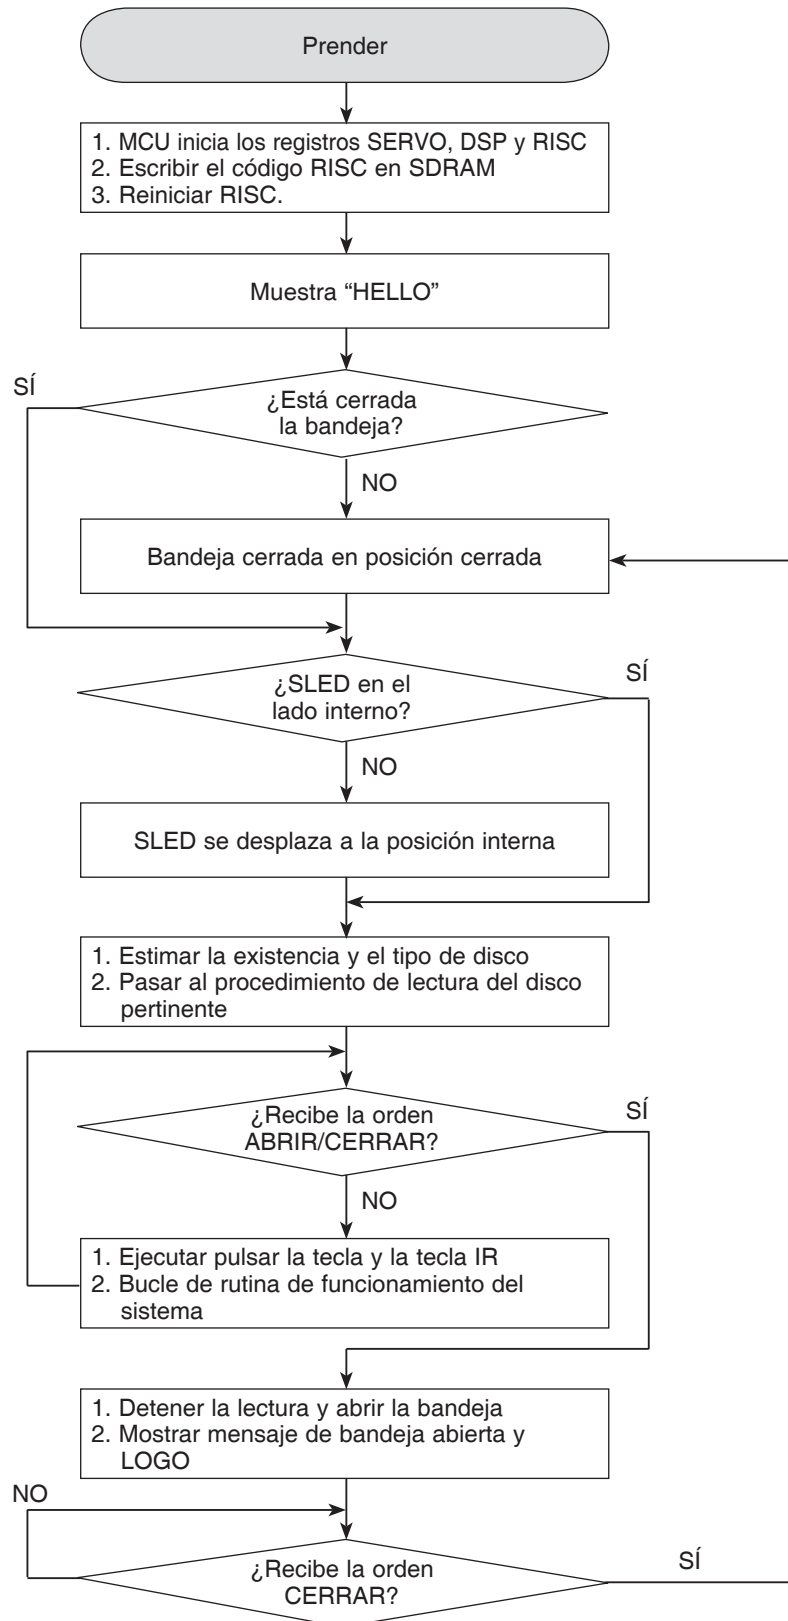 Prender
1. MCU inicia los registros SERVO, DSP y RISC
2. Escribir el código RISC en SDRAM
3. Reiniciar RISC.
Muestra “HELLO”
SÍ
¿Está cerrada
la bandeja?
NO
Bandeja cerrada en posición cerrada
¿SLED en el
lado interno?
SÍ
NO
SLED se desplaza a la posición interna
1. Estimar la existencia y el tipo de disco
2. Pasar al procedimiento de lectura del disco
pertinente
¿Recibe la orden
ABRIR/CERRAR?
SÍ
NO
1. Ejecutar pulsar la tecla y la tecla IR
2. Bucle de rutina de funcionamiento del
sistema
1. Detener la lectura y abrir la bandeja
2. Mostrar mensaje de bandeja abierta y
LOGO
NO
¿Recibe la orden
CERRAR?
SÍ